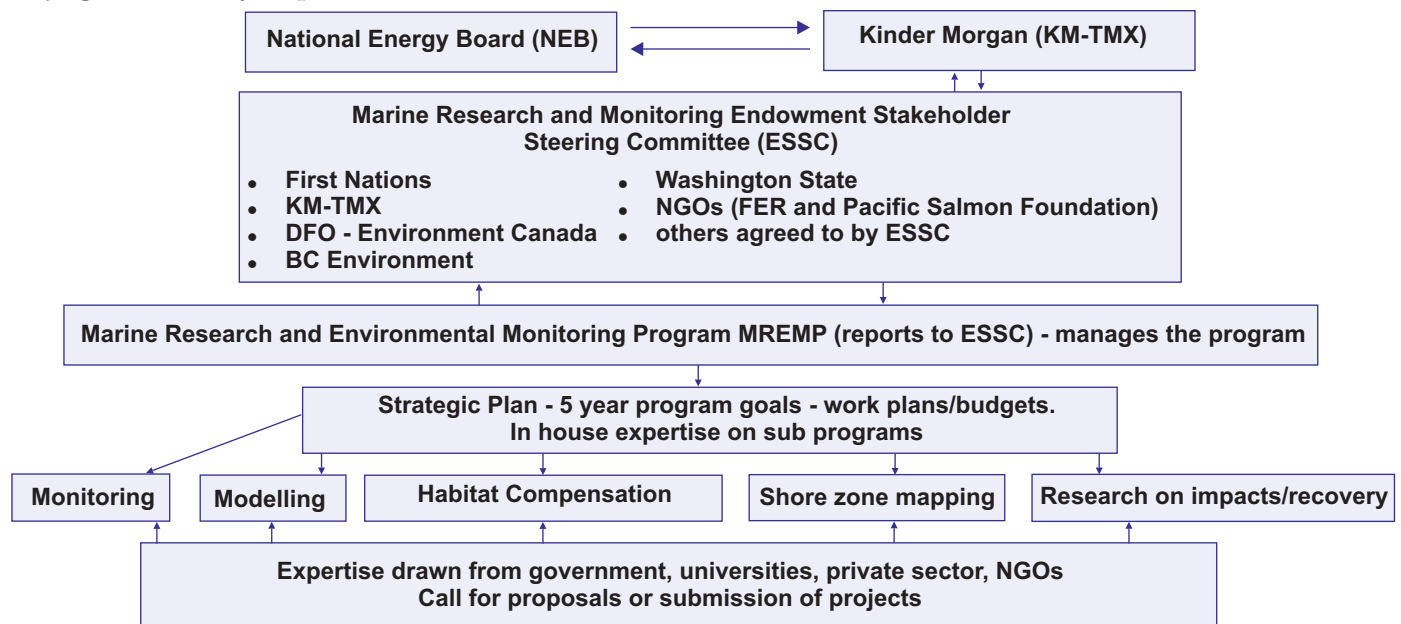 National Energy Board (NEB)
Kinder Morgan (KM-TMX)
Marine Research and Monitoring Endowment Stakeholder
Steering Committee (ESSC)
• First Nations
• KM-TMX
• DFO - Environment Canada
• BC Environment
• Washington State
• NGOs (FER and Pacific Salmon Foundation)
• others agreed to by ESSC
Marine Research and Environmental Monitoring Program MREMP (reports to ESSC) - manages the program
Strategic Plan - 5 year program goals - work plans/budgets.
In house expertise on sub programs
Monitoring
Modelling
Habitat Compensation
Shore zone mapping
Research on impacts/recovery
Expertise drawn from government, universities, private sector, NGOs
Call for proposals or submission of projects